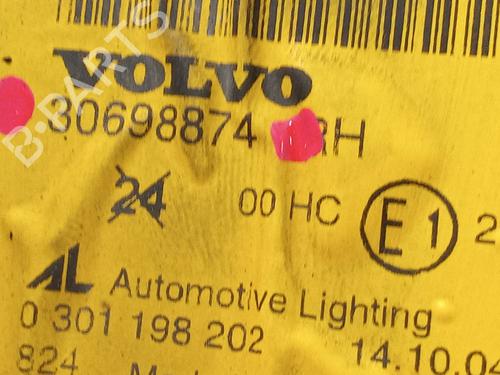 VOLVO
B-PARTS
30698874 RH
24 00 HC E1 2
AL Automotive Lighting
0 301 198 202
824 14.10.04